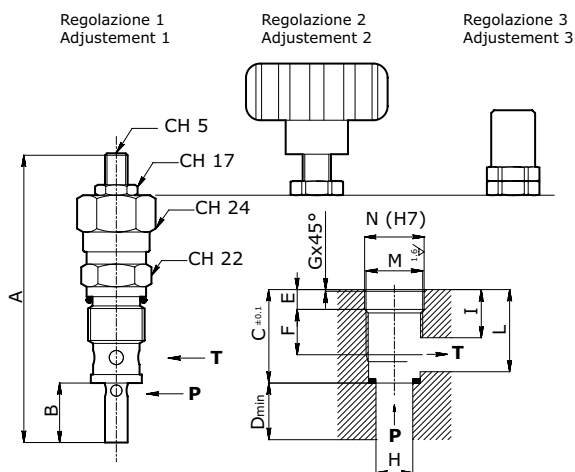 Regolazione 1
Adjustement 1
Regolazione 2
Adjustement 2
Regolazione 3
Adjustement 3
CH 5
CH 17
CH 24
CH 22
A
B
T
P
N (H7)
Gx45°
M
1,6
E
C ±0.1
F
I
L
T
Dmin
P
H